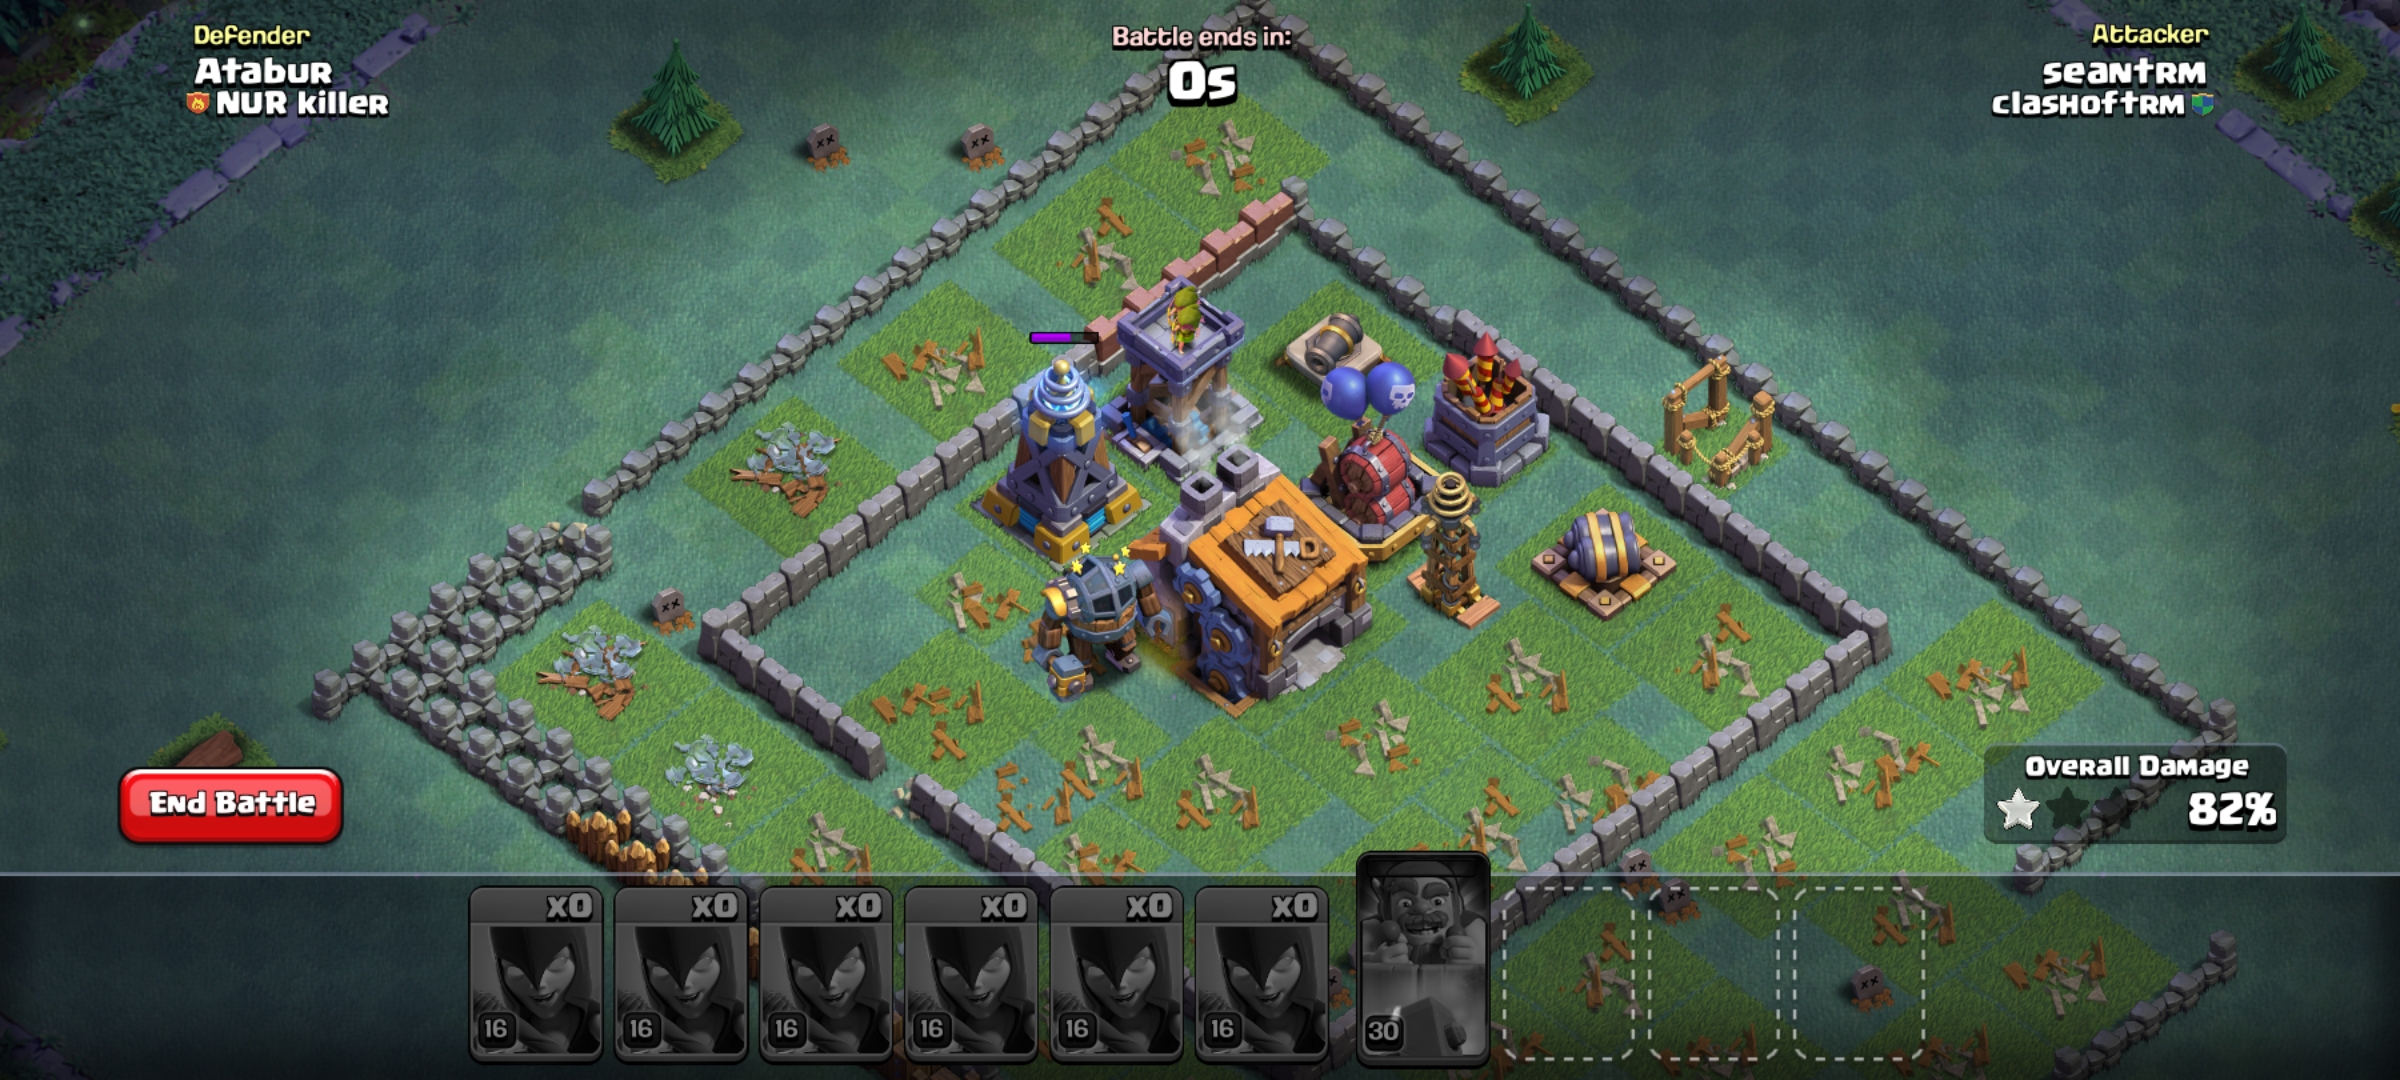 Defender
Atabur
NUR killer
Battle ends in:
0s
Attacker
seantrm
clashoftrm
End Battle
Overall Damage
82%
x0
x0
x0
x0
x0
x0
16
16
16
16
16
16
30